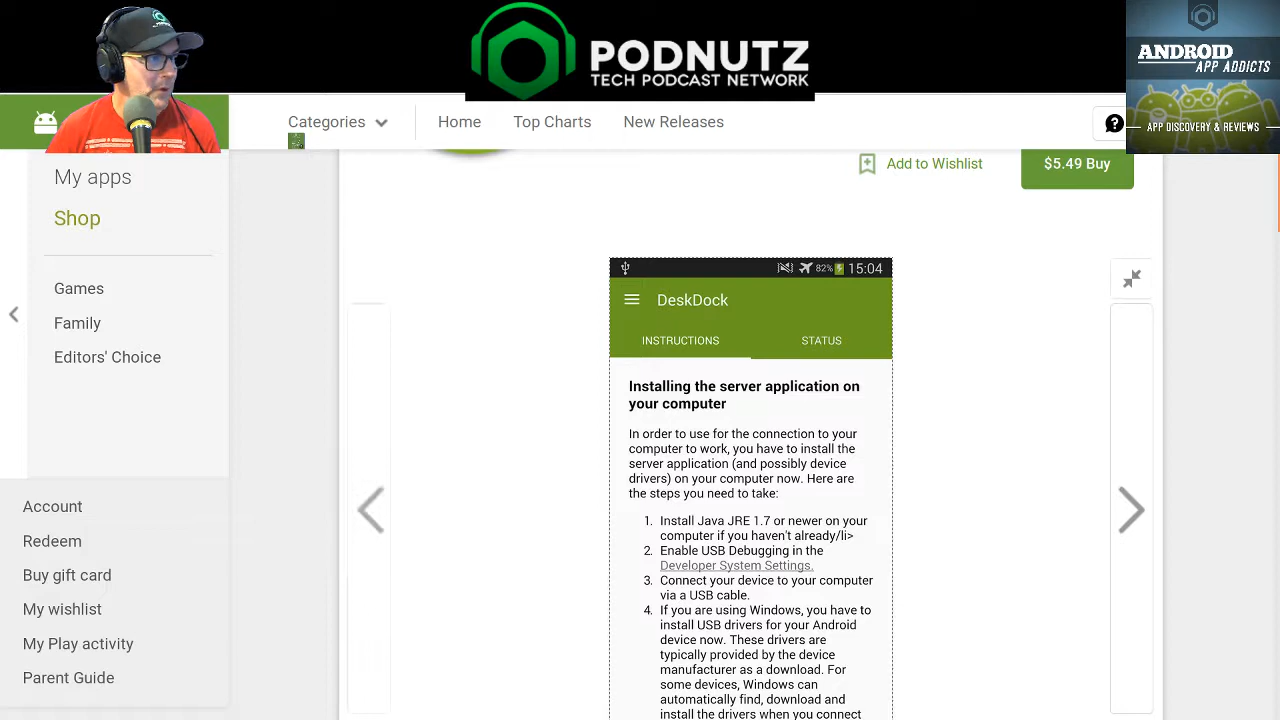 PODNUTZ
TECH PODCAST NETWORK
ANDROID
APP ADDICTS
APP DISCOVERY & REVIEWS
Categories
Home
Top Charts
New Releases
My apps
Shop
Games
Family
Editors' Choice
Account
Redeem
Buy gift card
My wishlist
My Play activity
Parent Guide
Add to Wishlist
$5.49 Buy
82%
15:04
DeskDock
INSTRUCTIONS
STATUS
Installing the server application on
your computer
In order to use for the connection to your
computer to work, you have to install the
server application (and possibly device
drivers) on your computer now. Here are
the steps you need to take:
1. Install Java JRE 1.7 or newer on your
computer if you haven't already/li>
2. Enable USB Debugging in the
Developer System Settings.
3. Connect your device to your computer
via a USB cable.
4. If you are using Windows, you have to
install USB drivers for your Android
device now. These drivers are
typically provided by the device
manufacturer as a download. For
some devices, Windows can
automatically find, download and
install the drivers when you connect